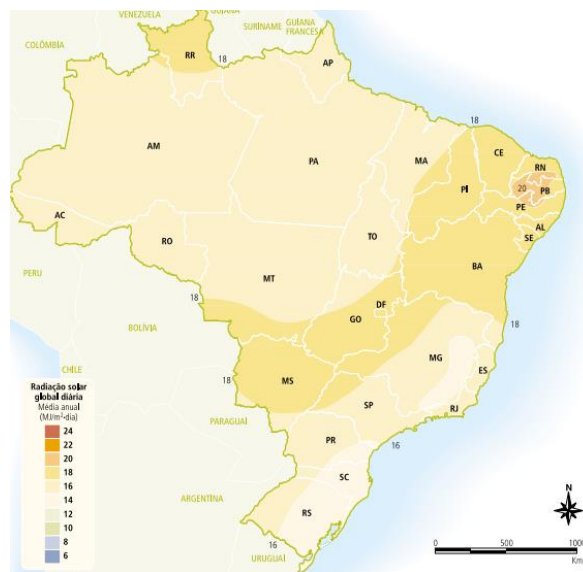 VENEZUELA
GUIANA
SURINAME
GUIANA
FRANCESA
COLÔMBIA
RR
18
AP
AM
PA
MA
18
CE
RN
PI
20
PB
PE
AC
AL
TO
SE
RO
BA
PERU
MT
18
DF
GO
18
BOLÍVIA
MG
ES
CHILE
MS
18
SP
RJ
Radiação solar
global diária
Média anual
(MJ/m²·dia)
24
22
20
18
16
14
12
10
8
6
PARAGUAI
PR
16
SC
ARGENTINA
RS
16
URUGUAI
N
0 500 1000
Km